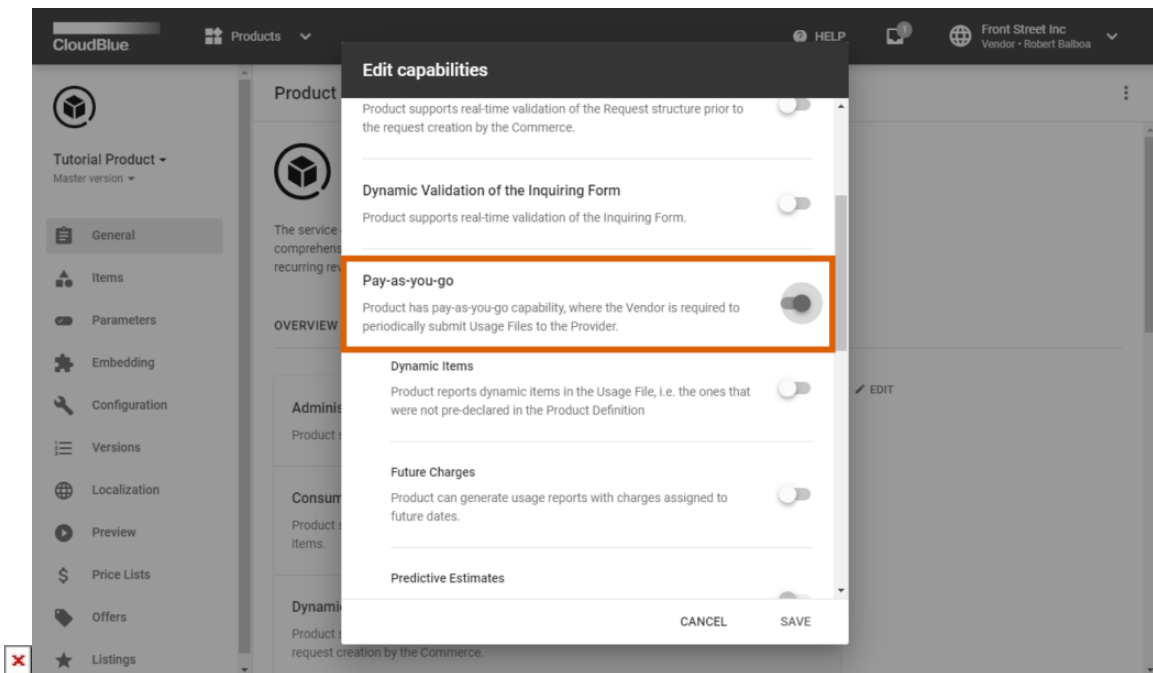 CloudBlue
Products
HELP
1
Front Street Inc
Vendor • Robert Balboa
Tutorial Product
Master version
General
Items
Parameters
Embedding
Configuration
Versions
Localization
Preview
Price Lists
Offers
Listings
Product
The service
comprehens
recurring rev
OVERVIEW
Adminis
Product s
Consum
Product s
items.
Dynami
Product s
request creation by the Commerce.
EDIT
Edit capabilities
Product supports real-time validation of the Request structure prior to
the request creation by the Commerce.
Dynamic Validation of the Inquiring Form
Product supports real-time validation of the Inquiring Form.
Pay-as-you-go
Product has pay-as-you-go capability, where the Vendor is required to
periodically submit Usage Files to the Provider.
Dynamic Items
Product reports dynamic items in the Usage File, i.e. the ones that
were not pre-declared in the Product Definition
Future Charges
Product can generate usage reports with charges assigned to
future dates.
Predictive Estimates
CANCEL
SAVE